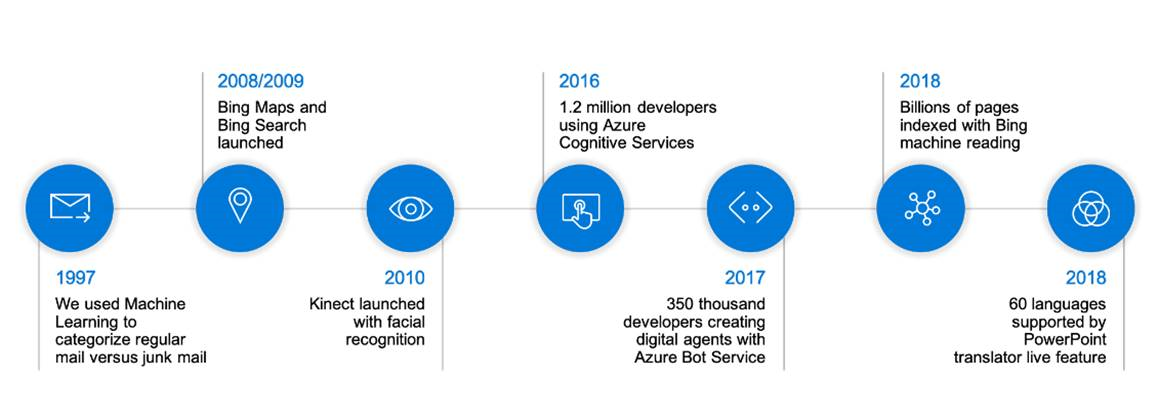 1997
We used Machine
Learning to
categorize regular
mail versus junk mail
2008/2009
Bing Maps and
Bing Search
launched
2010
Kinect launched
with facial
recognition
2016
1.2 million developers
using Azure
Cognitive Services
2017
350 thousand
developers creating
digital agents with
Azure Bot Service
2018
Billions of pages
indexed with Bing
machine reading
2018
60 languages
supported by
PowerPoint
translator live feature